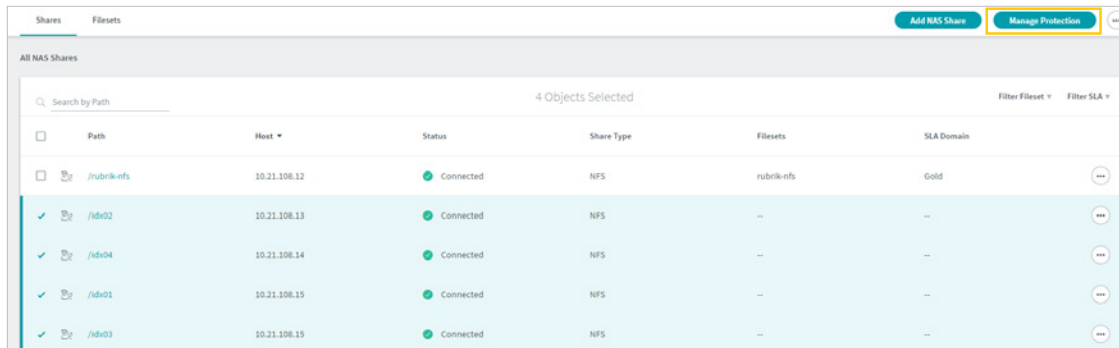 Shares Filesets Add NAS Share Manage Protection
All NAS Shares
Search by Path 4 Objects Selected Filter Fileset Filter SLA
Path Host Status Share Type Filesets SLA Domain
/rubrik-nfs 10.21.108.12 Connected NFS rubrik-nfs Gold
/idx02 10.21.108.13 Connected NFS -- --
/idx04 10.21.108.14 Connected NFS -- --
/idx01 10.21.108.15 Connected NFS -- --
/idx03 10.21.108.15 Connected NFS -- --